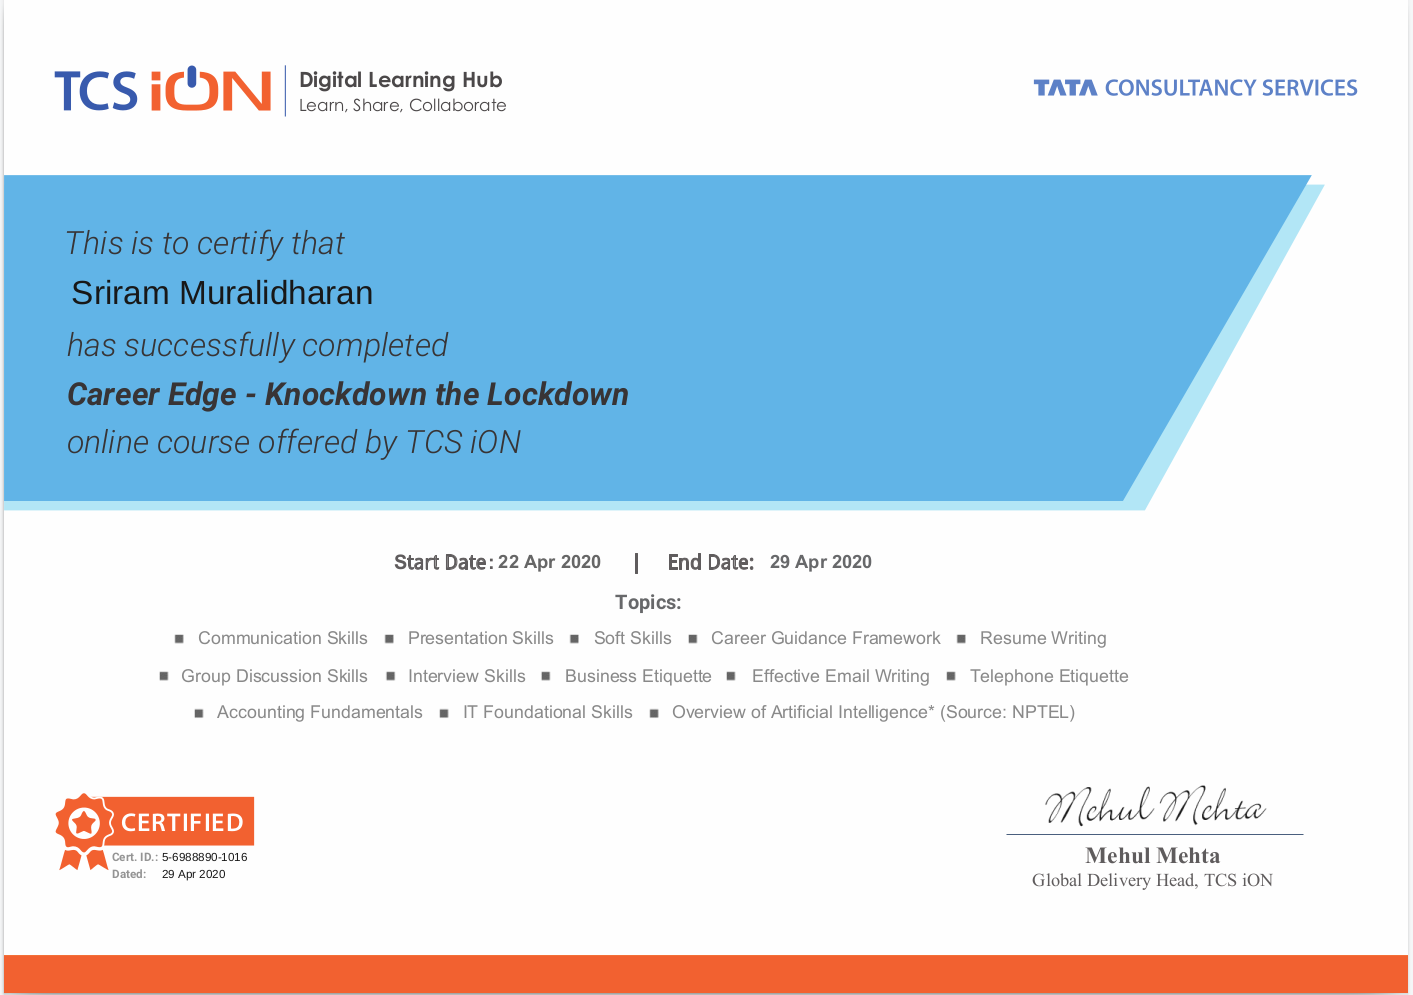 TCS iON Digital Learning Hub
Learn, Share, Collaborate
TATA CONSULTANCY SERVICES
This is to certify that
Sriram Muralidharan
has successfully completed
Career Edge - Knockdown the Lockdown
online course offered by TCS iON
Start Date: 22 Apr 2020 | End Date: 29 Apr 2020
Topics:
▪ Communication Skills ▪ Presentation Skills ▪ Soft Skills ▪ Career Guidance Framework ▪ Resume Writing
▪ Group Discussion Skills ▪ Interview Skills ▪ Business Etiquette ▪ Effective Email Writing ▪ Telephone Etiquette
▪ Accounting Fundamentals ▪ IT Foundational Skills ▪ Overview of Artificial Intelligence* (Source: NPTEL)
CERTIFIED
Cert. ID.: 5-6988890-1016
Dated: 29 Apr 2020
Mehul Mehta
Mehul Mehta
Global Delivery Head, TCS iON